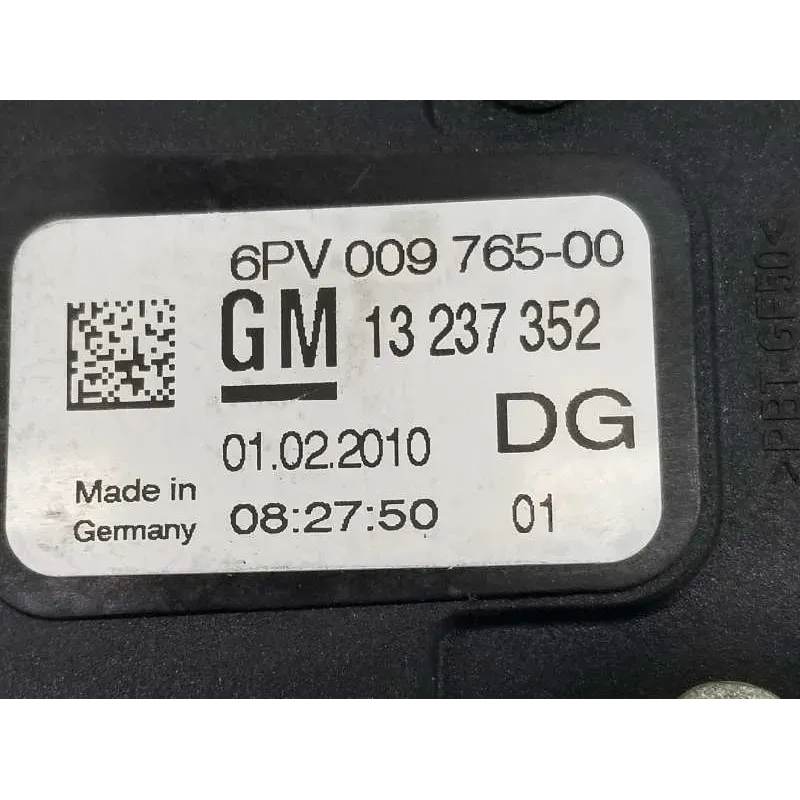 6PV 009 765-00
GM 13 237 352
01.02.2010 DG
Made in
Germany
08:27:50 01
>PBT-GF50<